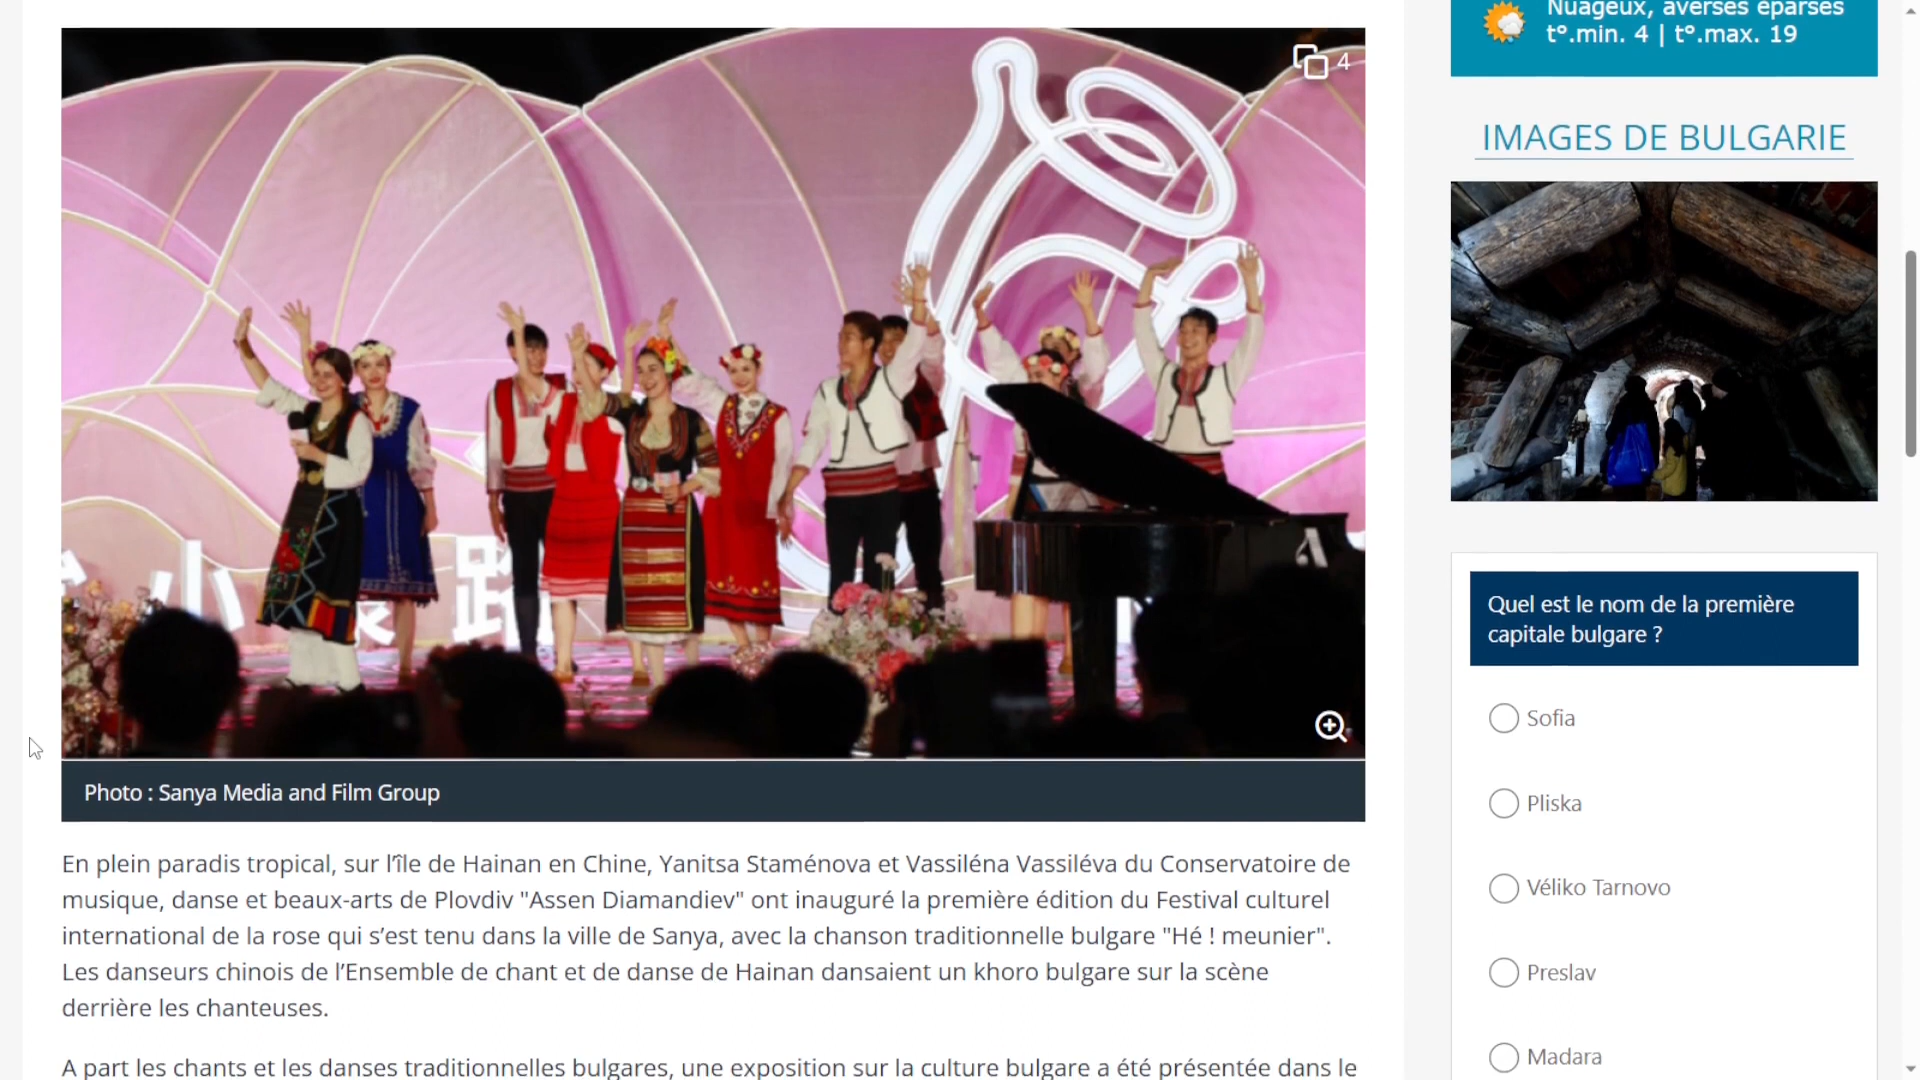 4
小
路
Photo : Sanya Media and Film Group
En plein paradis tropical, sur l’île de Hainan en Chine, Yanitsa Staménova et Vassiléna Vassiléva du Conservatoire de
musique, danse et beaux-arts de Plovdiv "Assen Diamandiev" ont inauguré la première édition du Festival culturel
international de la rose qui s’est tenu dans la ville de Sanya, avec la chanson traditionnelle bulgare "Hé ! meunier".
Les danseurs chinois de l’Ensemble de chant et de danse de Hainan dansaient un khoro bulgare sur la scène
derrière les chanteuses.
A part les chants et les danses traditionnelles bulgares, une exposition sur la culture bulgare a été présentée dans le
Nuageux, averses éparses
t°.min. 4 | t°.max. 19
IMAGES DE BULGARIE
Quel est le nom de la première
capitale bulgare ?
Sofia
Pliska
Véliko Tarnovo
Preslav
Madara